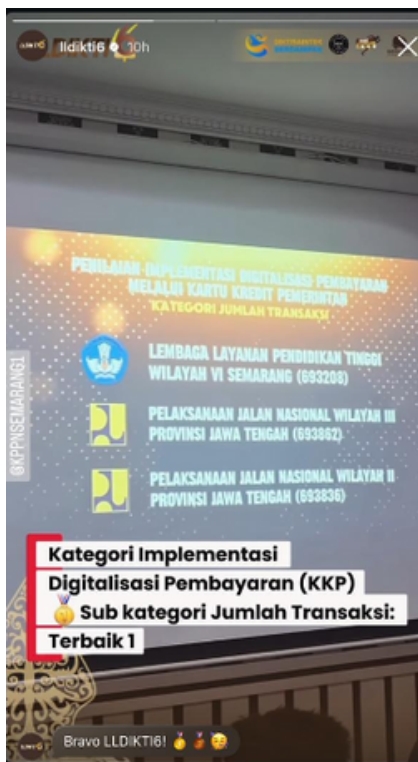 lldikti6 10h
PENILAIAN IMPLEMENTASI DIGITALISASI PEMBAYARAN
MELALUI KARTU KREDIT PEMERINTAH
KATEGORI JUMLAH TRANSAKSI
LEMBAGA LAYANAN PENDIDIKAN TINGGI
WILAYAH VI SEMARANG (693208)
PELAKSANAAN JALAN NASIONAL WILAYAH III
PROVINSI JAWA TENGAH (693862)
PELAKSANAAN JALAN NASIONAL WILAYAH II
PROVINSI JAWA TENGAH (693836)
@KPPNSEMARANG1
Kategori Implementasi
Digitalisasi Pembayaran (KKP)
🥇 Sub kategori Jumlah Transaksi:
Terbaik 1
Bravo LLDIKTI6!